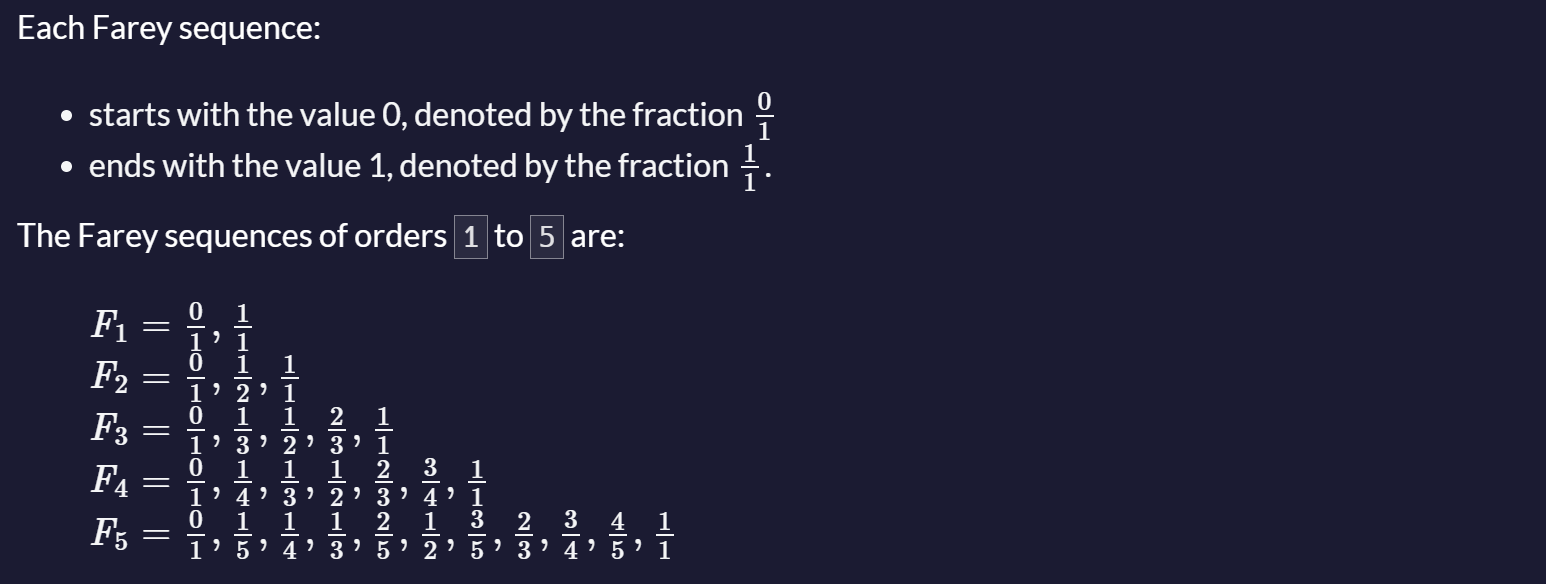 Each Farey sequence:
• starts with the value 0, denoted by the fraction 0/1
• ends with the value 1, denoted by the fraction 1/1.
The Farey sequences of orders 1 to 5 are:
F₁ = 0/1, 1/1
F₂ = 0/1, 1/2, 1/1
F₃ = 0/1, 1/3, 1/2, 2/3, 1/1
F₄ = 0/1, 1/4, 1/3, 1/2, 2/3, 3/4, 1/1
F₅ = 0/1, 1/5, 1/4, 1/3, 2/5, 1/2, 3/5, 2/3, 3/4, 4/5, 1/1